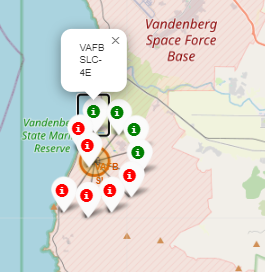 Vandenberg
Space Force
Base
VAFB
SLC-
4E
×
Vandenberg
State Marine
Reserve